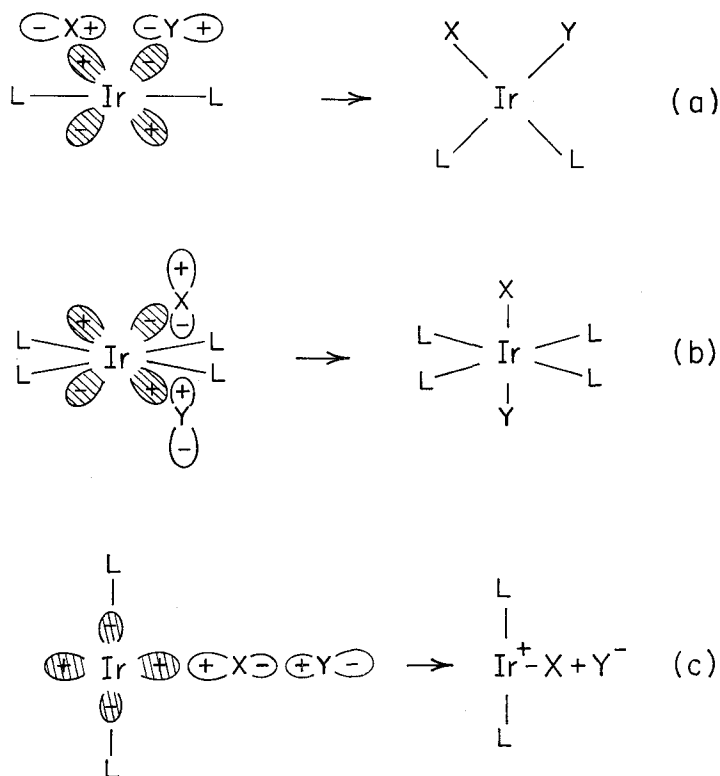 - X + - Y + X Y
+ -
L Ir L → Ir (a)
- + L L
+
X X
+ - -
L L L L
Ir → Ir (b)
L L L L
- + +
Y Y
-
L L
-
+ Ir + + X - + Y - → Ir⁺-X + Y⁻ (c)
-
L L